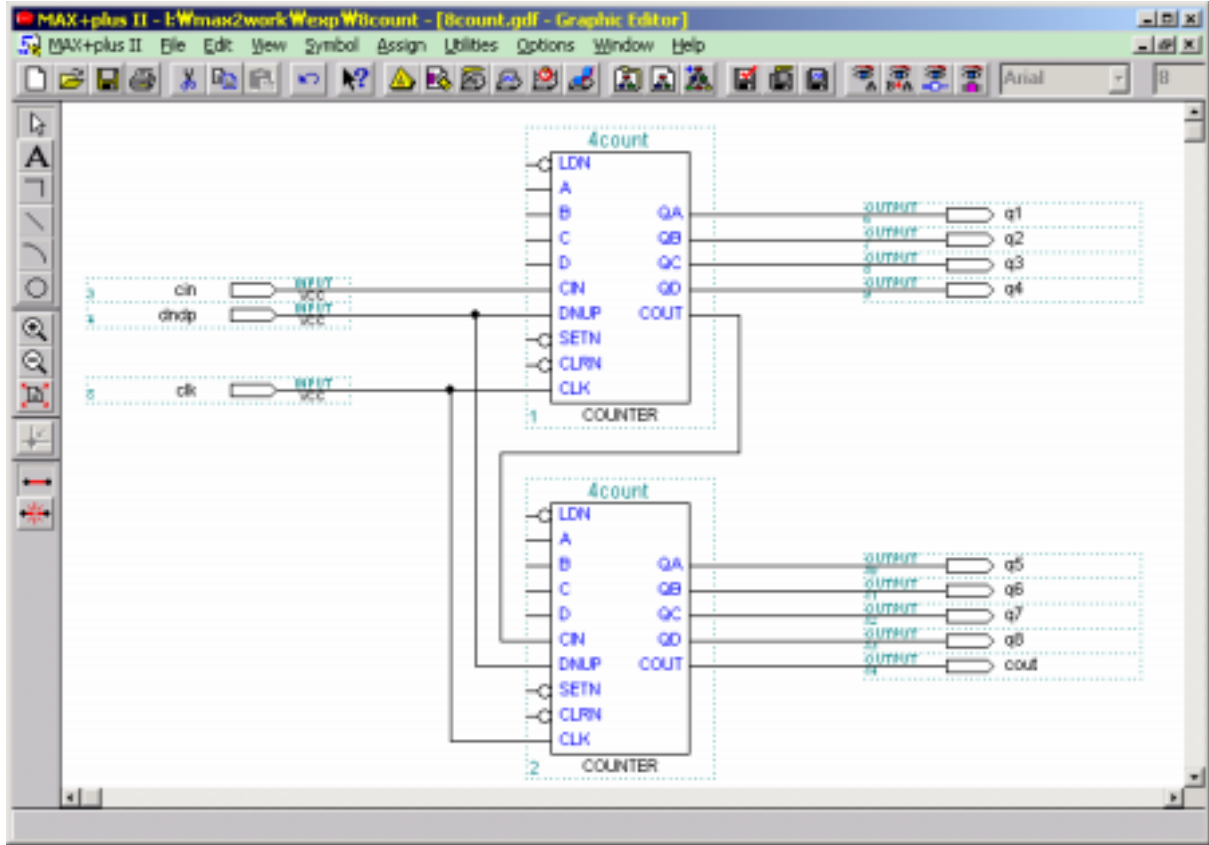 MAX+plus II - I:₩max2work₩exp₩8count - [8count.gdf - Graphic Editor]
MAX+plus II File Edit View Symbol Assign Utilities Options Window Help
Arial 8
4count
LDN
A
B QA OUTPUT q1
C QB OUTPUT q2
D QC OUTPUT q3
3 cin INPUT VCC CIN QD OUTPUT q4
4 dndp INPUT VCC DNUP COUT
SETN
CLRN
5 clk INPUT VCC CLK
1 COUNTER
4count
LDN
A
B QA OUTPUT q5
C QB OUTPUT q6
D QC OUTPUT q7
CIN QD OUTPUT q8
DNUP COUT OUTPUT cout
SETN
CLRN
CLK
2 COUNTER